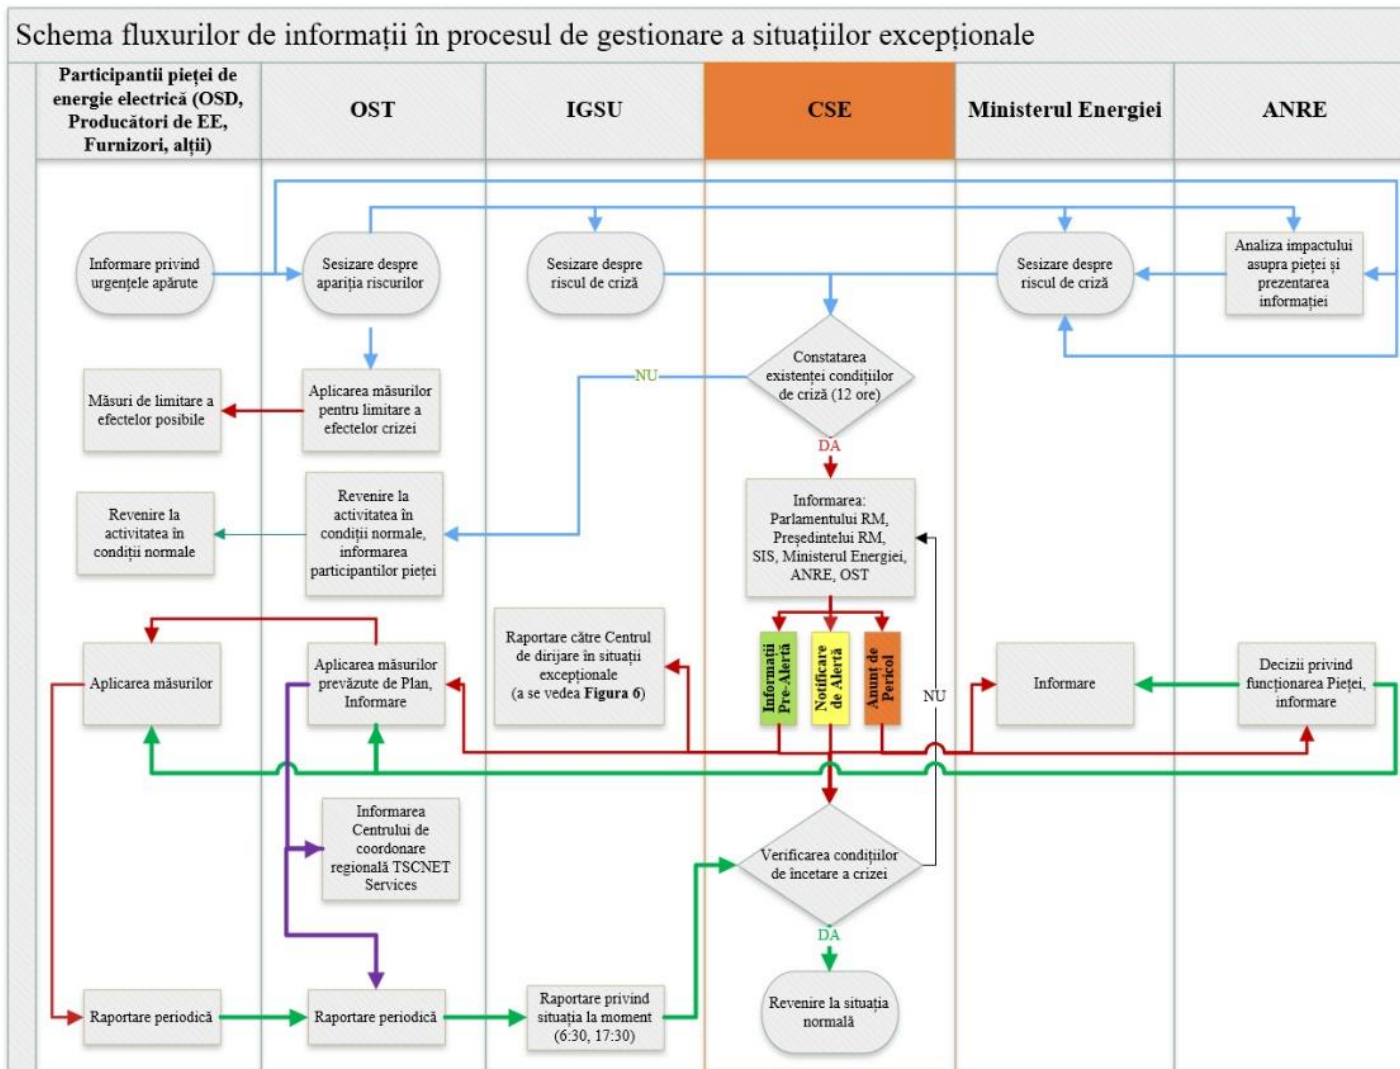 Schema fluxurilor de informații în procesul de gestionare a situațiilor excepționale
Participantii pieței de
energie electrică (OSD,
Producători de EE,
Furnizori, alții)
OST
IGSU
CSE
Ministerul Energiei
ANRE
Informare privind
urgențele apărute
Sesizare despre
apariția riscurilor
Sesizare despre
riscul de criză
Sesizare despre
riscul de criză
Analiza impactului
asupra pieței și
prezentarea
informației
Constatarea
existenței condițiilor
de criză (12 ore)
NU
DA
Măsuri de limitare a
efectelor posibile
Aplicarea măsurilor
pentru limitare a
efectelor crizei
Revenire la
activitatea în
condiții normale
Revenire la
activitatea în
condiții normale,
informarea
participantilor pieței
Informarea:
Parlamentului RM,
Președintelui RM,
SIS, Ministerul Energiei,
ANRE, OST
Aplicarea măsurilor
Aplicarea măsurilor
prevăzute de Plan,
Informare
Raportare către Centrul
de dirijare în situații
excepționale
(a se vedea Figura 6)
Informații
Pre-Alertă
Notificare
de Alertă
Anunț de
Pericol
NU
Informare
Decizii privind
funcționarea Pieței,
informare
Informarea
Centrului de
coordonare
regională TSCNET
Services
Verificarea condițiilor
de încetare a crizei
DA
Raportare periodică
Raportare periodică
Raportare privind
situația la moment
(6:30, 17:30)
Revenire la situația
normală